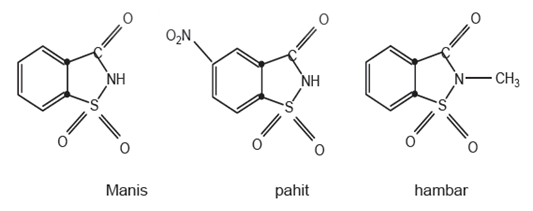 O O O
O₂N
C C C
NH NH N CH₃
S S S
O O O O O O
Manis pahit hambar